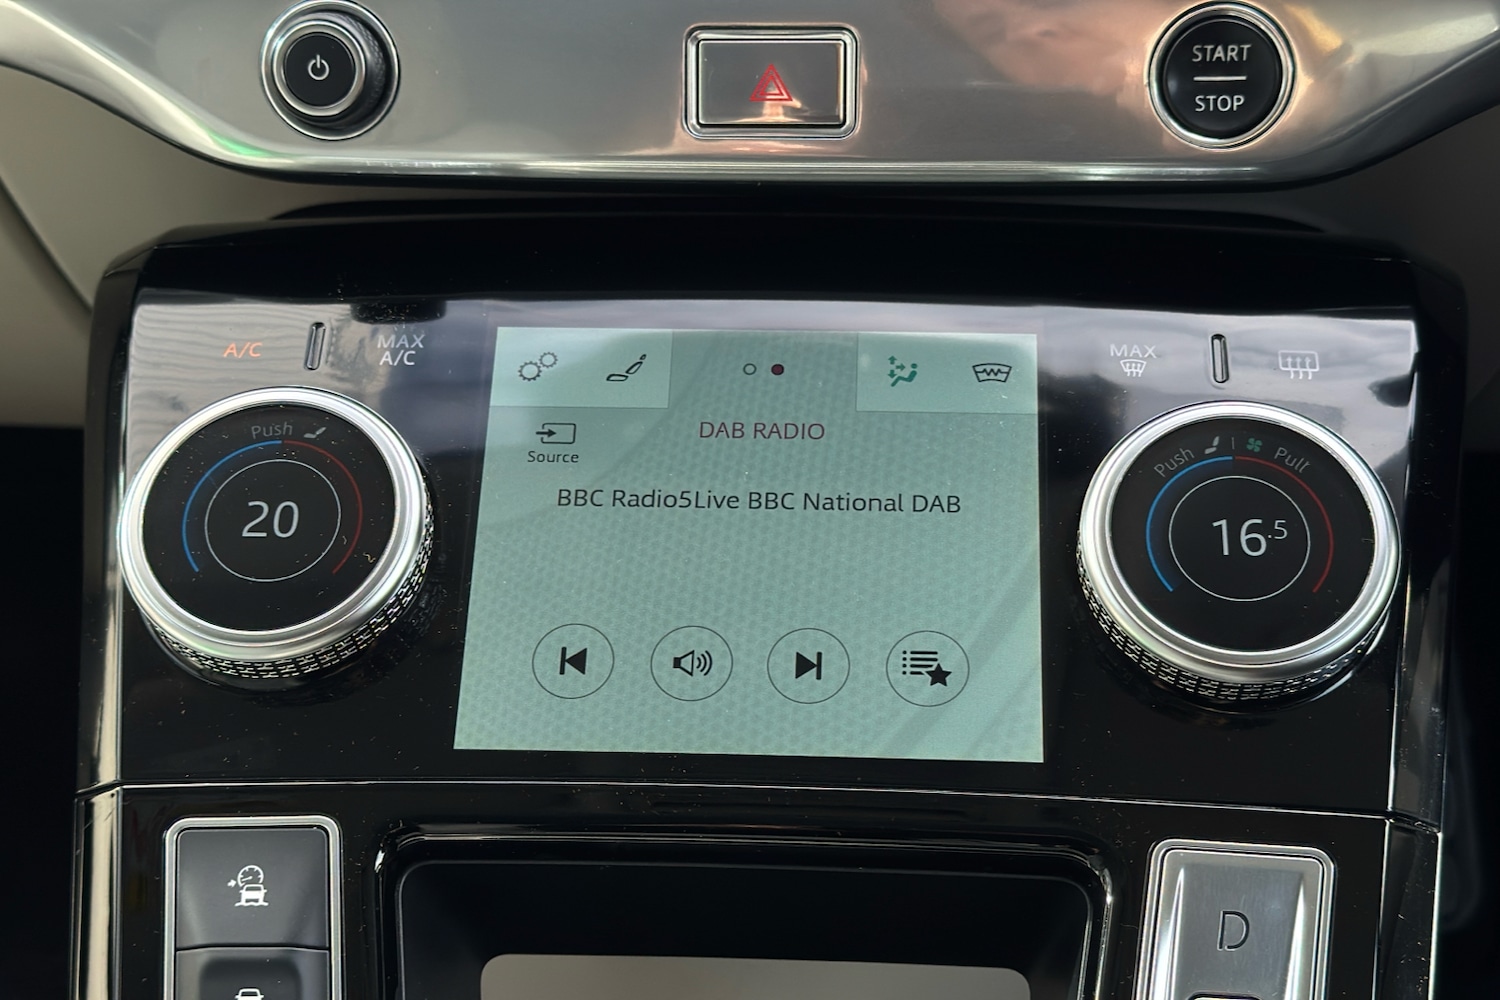 START
STOP
A/C
MAX
A/C
MAX
Push
20
Push
Pull
16.5
Source
DAB RADIO
BBC Radio5Live BBC National DAB
D